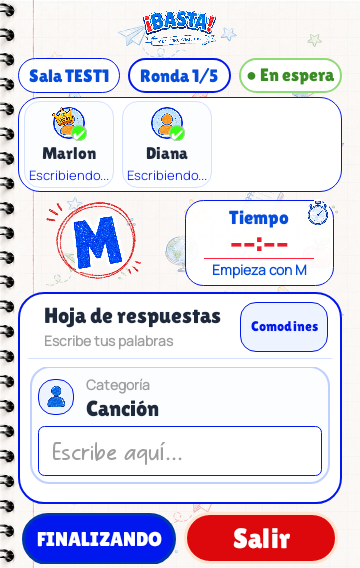 ¡BASTA!
Sala TEST1
Ronda 1/5
En espera
Marlon
Escribiendo...
Diana
Escribiendo...
M
Tiempo
--:--
Empieza con M
Hoja de respuestas
Escribe tus palabras
Comodines
Categoría
Canción
Escribe aquí...
FINALIZANDO
Salir